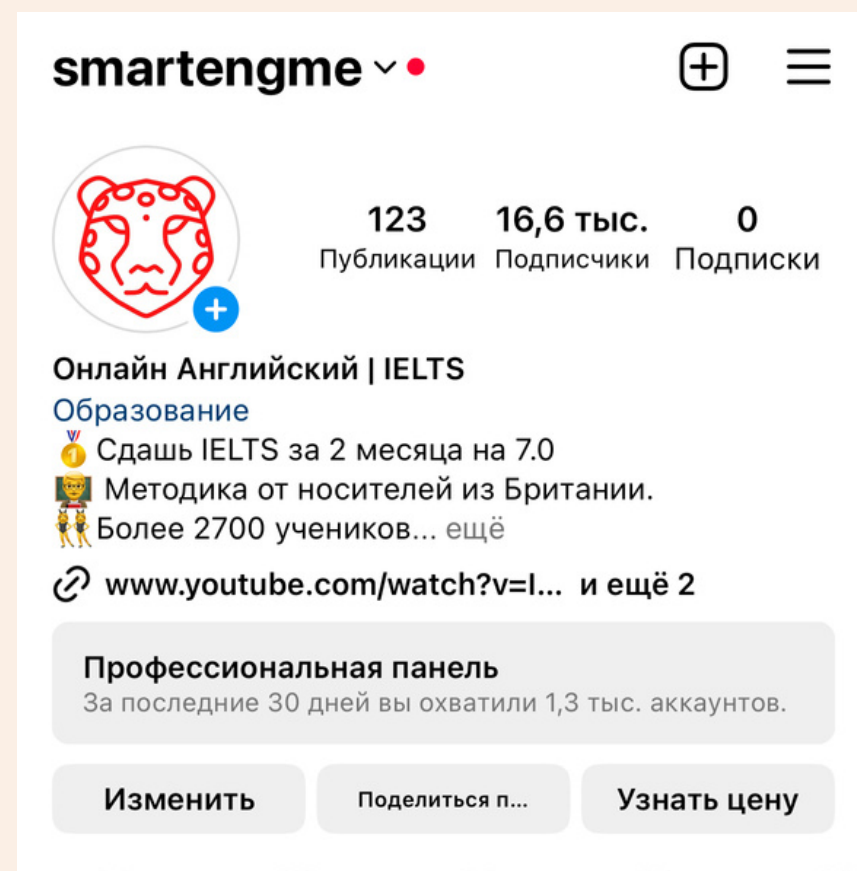 smartengme
123 16,6 тыс. 0
Публикации Подписчики Подписки
Онлайн Английский | IELTS
Образование
🥇 Сдашь IELTS за 2 месяца на 7.0
👨‍🏫 Методика от носителей из Британии.
👯 Более 2700 учеников... ещё
www.youtube.com/watch?v=I... и ещё 2
Профессиональная панель
За последние 30 дней вы охватили 1,3 тыс. аккаунтов.
Изменить Поделиться п... Узнать цену